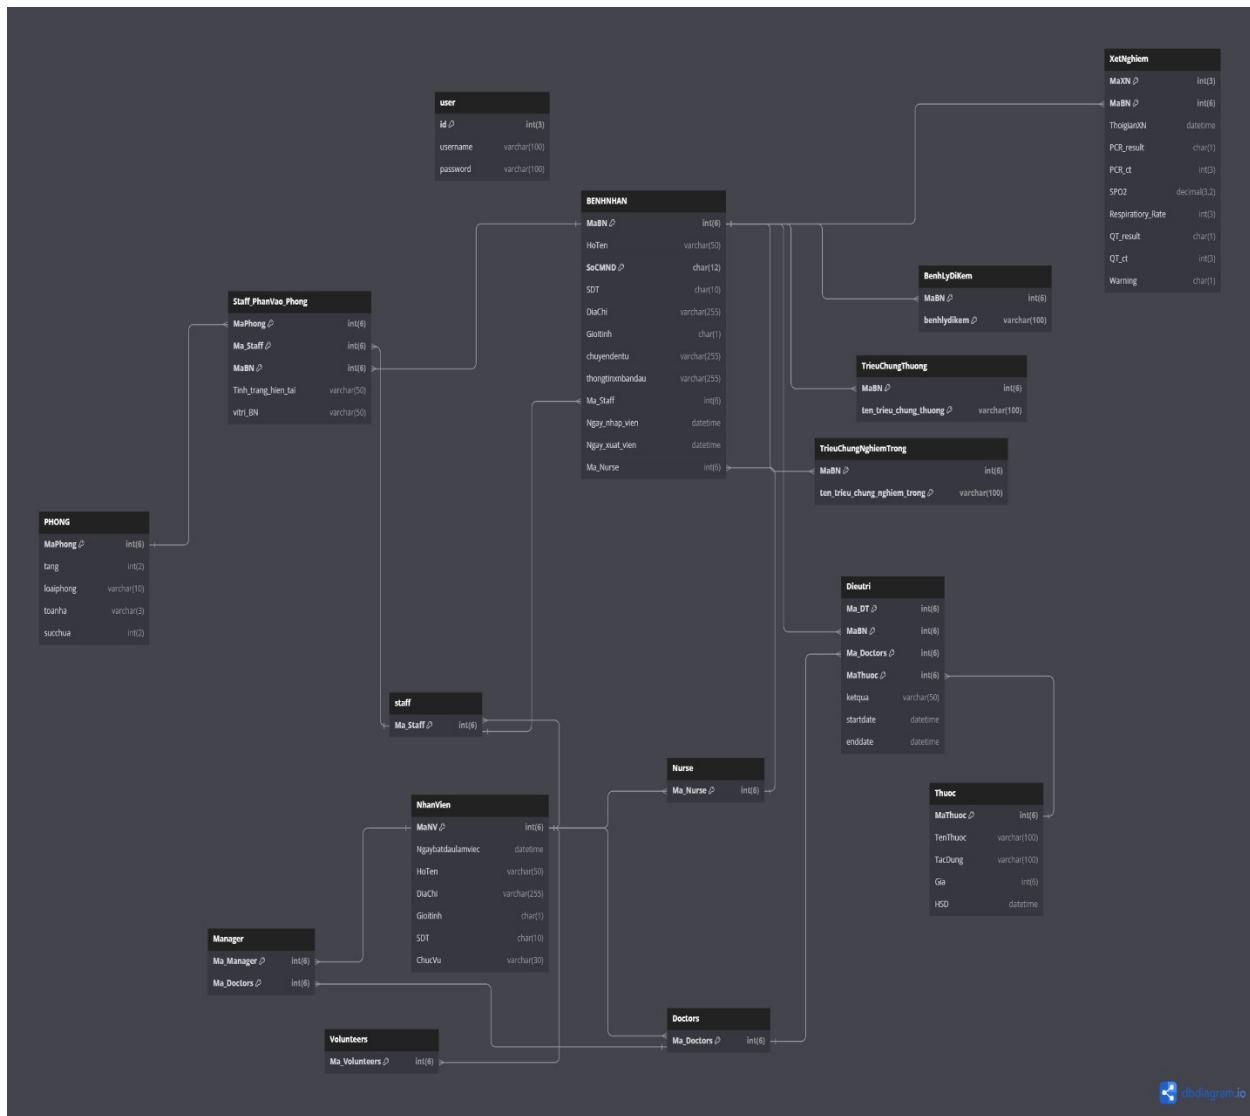 XetNghiem
MaXN int(3)
MaBN int(6)
ThoigianXN datetime
PCR_result char(1)
PCR_ct int(3)
SPO2 decimal(3,2)
Respiratiory_Rate int(3)
QT_result char(1)
QT_ct int(3)
Warning char(1)
user
id int(3)
username varchar(100)
password varchar(100)
BENHNHAN
MaBN int(6)
HoTen varchar(50)
SoCMND char(12)
SDT char(10)
DiaChi varchar(255)
Gioitinh char(1)
chuyendentu varchar(255)
thongtinxnbandau varchar(255)
Ma_Staff int(6)
Ngay_nhap_vien datetime
Ngay_xuat_vien datetime
Ma_Nurse int(6)
BenhLyDiKem
MaBN int(6)
benhlydikem varchar(100)
Staff_PhanVao_Phong
MaPhong int(6)
Ma_Staff int(6)
MaBN int(6)
Tinh_trang_hien_tai varchar(50)
vitri_BN varchar(50)
TrieuChungThuong
MaBN int(6)
ten_trieu_chung_thuong varchar(100)
TrieuChungNghiemTrong
MaBN int(6)
ten_trieu_chung_nghiem_trong varchar(100)
PHONG
MaPhong int(6)
tang int(2)
loaiphong varchar(10)
toanha varchar(3)
succhua int(2)
Dieutri
Ma_DT int(6)
MaBN int(6)
Ma_Doctors int(6)
MaThuoc int(6)
ketqua varchar(50)
startdate datetime
enddate datetime
staff
Ma_Staff int(6)
Nurse
Ma_Nurse int(6)
Thuoc
MaThuoc int(6)
TenThuoc varchar(100)
TacDung varchar(100)
Gia int(6)
HSD datetime
NhanVien
MaNV int(6)
Ngaybatdaulamviec datetime
HoTen varchar(50)
DiaChi varchar(255)
Gioitinh char(1)
SDT char(10)
ChucVu varchar(30)
Manager
Ma_Manager int(6)
Ma_Doctors int(6)
Doctors
Ma_Doctors int(6)
Volunteers
Ma_Volunteers int(6)
dbdiagram.io